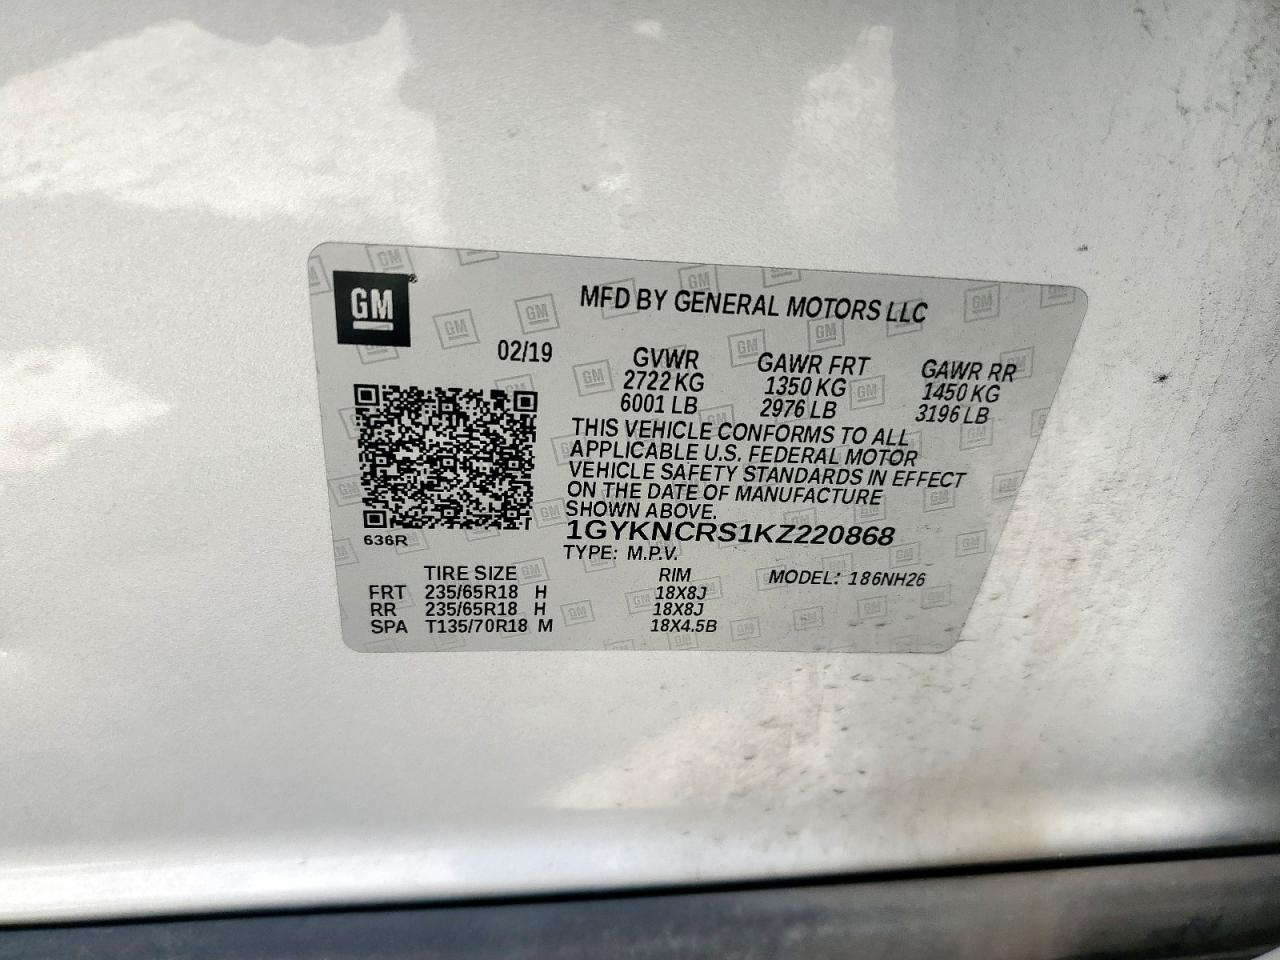 GM
MFD BY GENERAL MOTORS LLC
02/19
GVWR GAWR FRT GAWR RR
2722 KG 1350 KG 1450 KG
6001 LB 2976 LB 3196 LB
THIS VEHICLE CONFORMS TO ALL
APPLICABLE U.S. FEDERAL MOTOR
VEHICLE SAFETY STANDARDS IN EFFECT
ON THE DATE OF MANUFACTURE
SHOWN ABOVE.
1GYKNCRS1KZ220868
636R
TYPE: M.P.V.
TIRE SIZE RIM MODEL: 186NH26
FRT 235/65R18 H 18X8J
RR 235/65R18 H 18X8J
SPA T135/70R18 M 18X4.5B